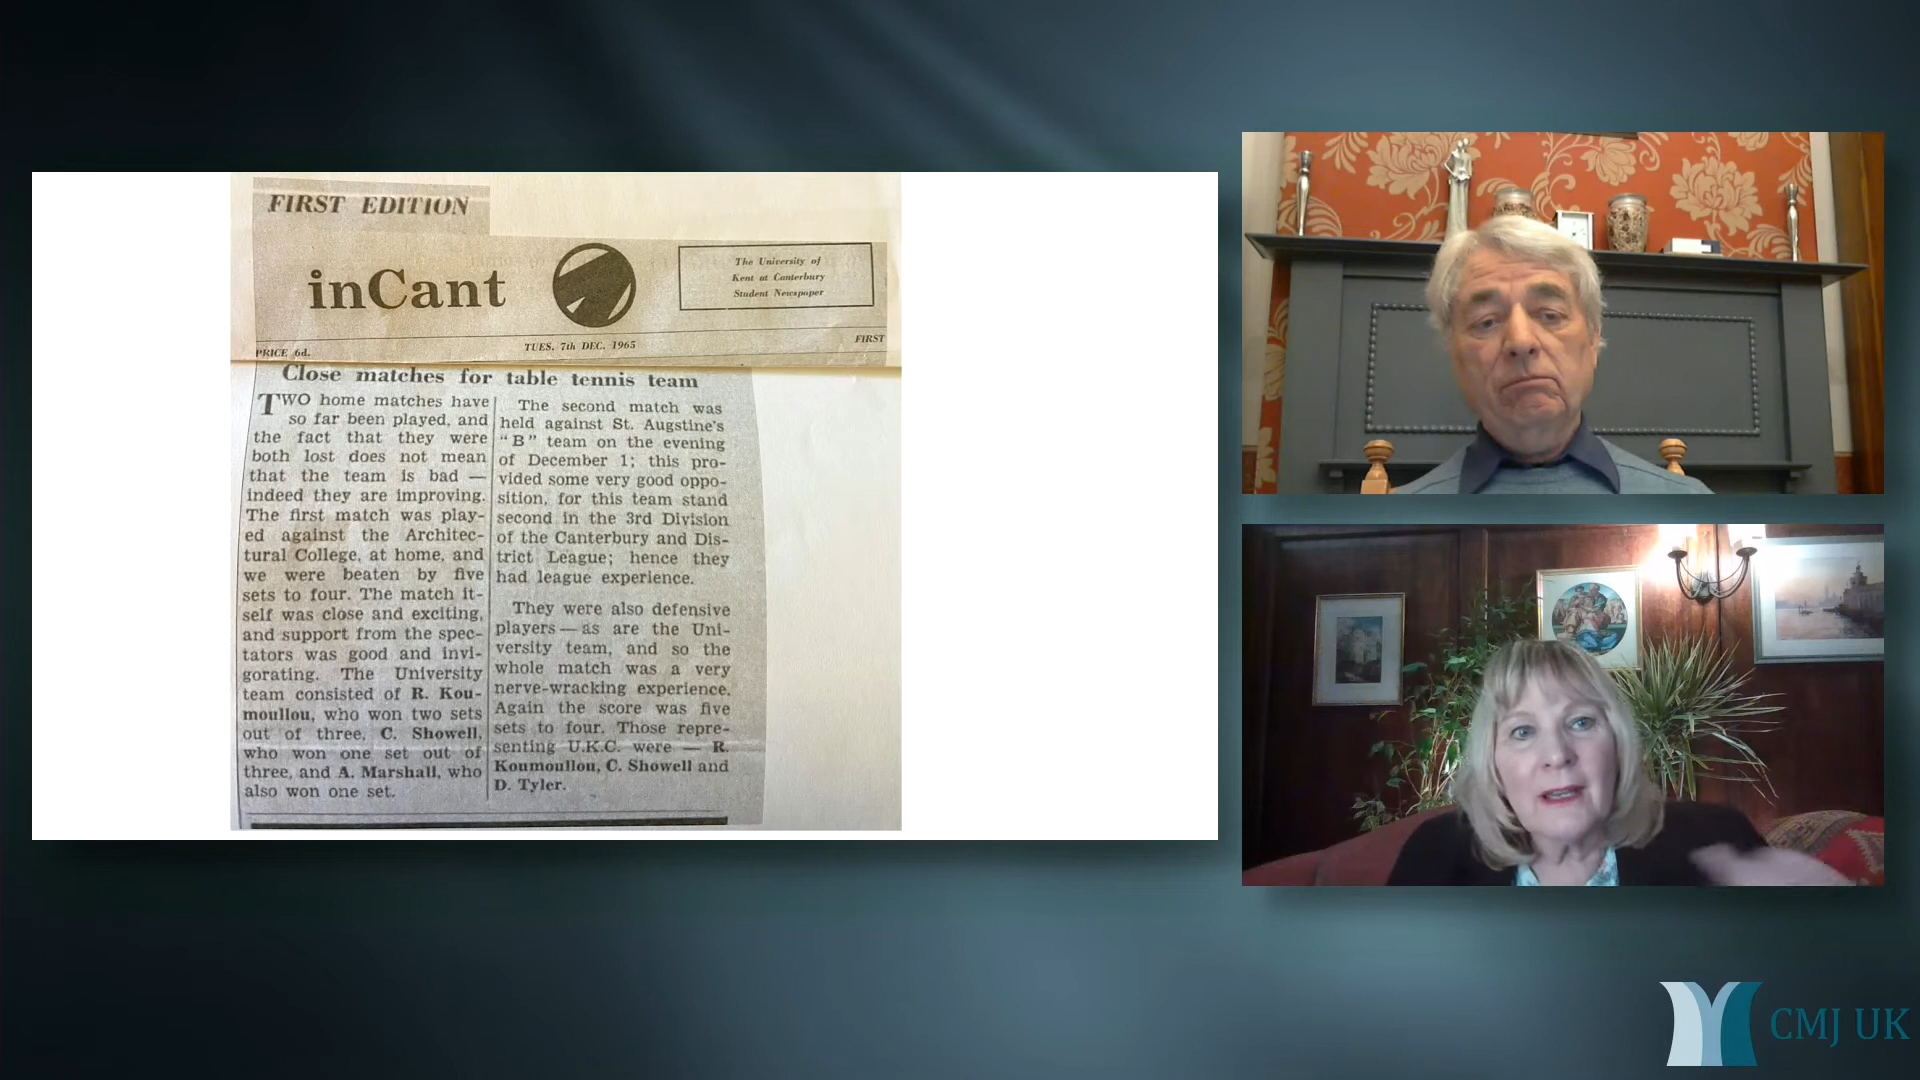 FIRST EDITION
inCant
The University of
Kent at Canterbury
Student Newspaper
PRICE 6d.
TUES. 7th DEC. 1965
FIRST
Close matches for table tennis team
TWO home matches have
so far been played, and
the fact that they were
both lost does not mean
that the team is bad —
indeed they are improving.
The first match was play-
ed against the Architec-
tural College, at home, and
we were beaten by five
sets to four. The match it-
self was close and exciting,
and support from the spec-
tators was good and invi-
gorating. The University
team consisted of R. Kou-
moullou, who won two sets
out of three, C. Showell,
who won one set out of
three, and A. Marshall, who
also won one set.
The second match was
held against St. Augstine's
"B" team on the evening
of December 1; this pro-
vided some very good oppo-
sition, for this team stand
second in the 3rd Division
of the Canterbury and Dis-
trict League; hence they
had league experience.
They were also defensive
players — as are the Uni-
versity team, and so the
whole match was a very
nerve-wracking experience.
Again the score was five
sets to four. Those repre-
senting U.K.C. were — R.
Koumoullou, C. Showell and
D. Tyler.
CMJ UK